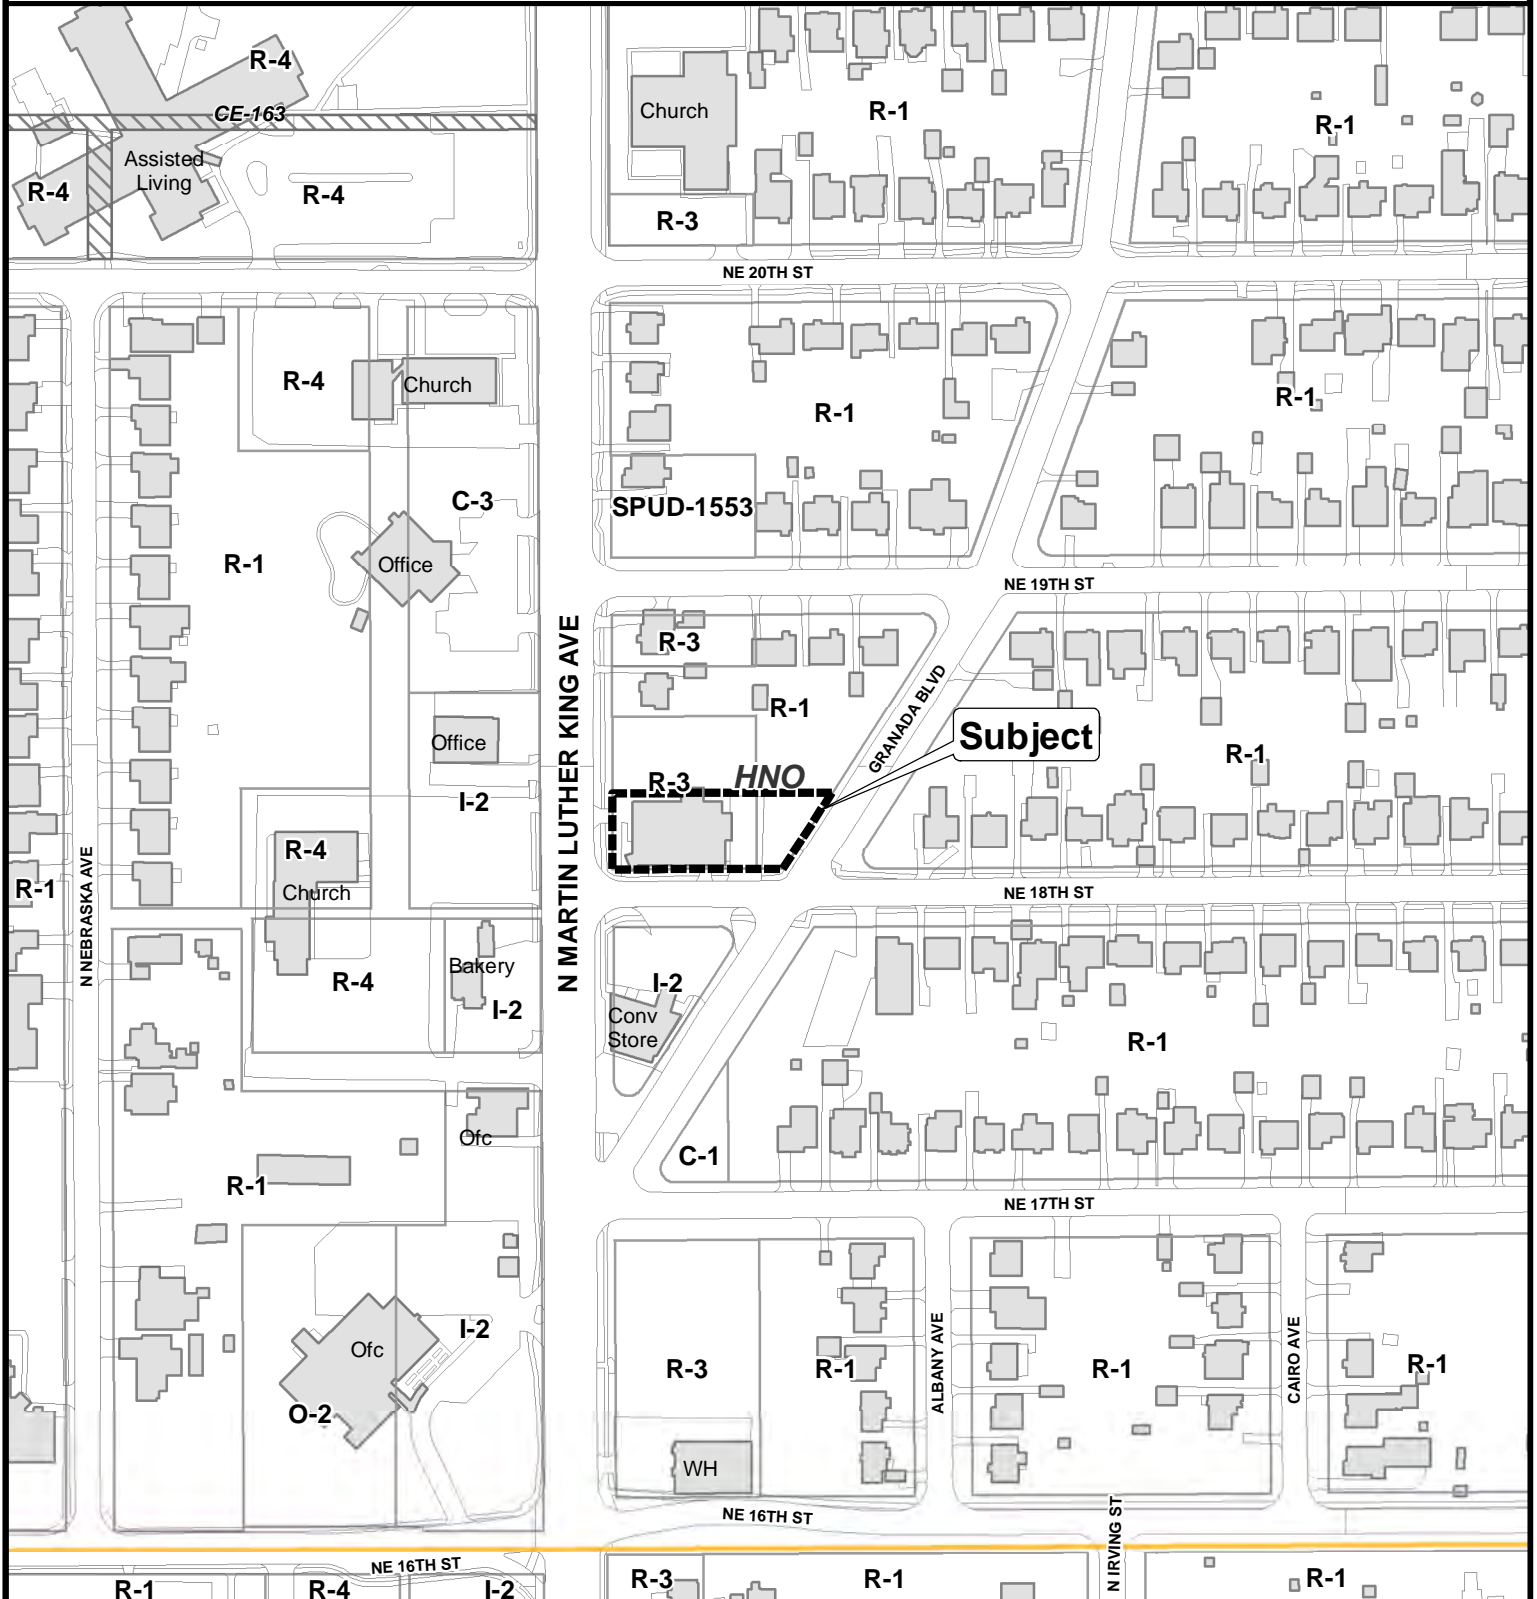 R-4
CE-163
Church
R-1
R-1
Assisted
Living
R-4
R-4
R-3
NE 20TH ST
R-4
Church
R-1
R-1
C-3
SPUD-1553
R-1
Office
NE 19TH ST
R-3
N MARTIN LUTHER KING AVE
GRANADA BLVD
R-1
Subject
Office
R-1
R-3
HNO
I-2
R-4
Church
R-1
N NEBRASKA AVE
NE 18TH ST
Bakery
R-4
I-2
I-2
Conv
Store
R-1
Ofc
C-1
R-1
NE 17TH ST
I-2
Ofc
O-2
R-3
R-1
ALBANY AVE
R-1
CAIRO AVE
R-1
WH
NE 16TH ST
N IRVING ST
NE 16TH ST
R-1
R-4
I-2
R-3
R-1
R-1